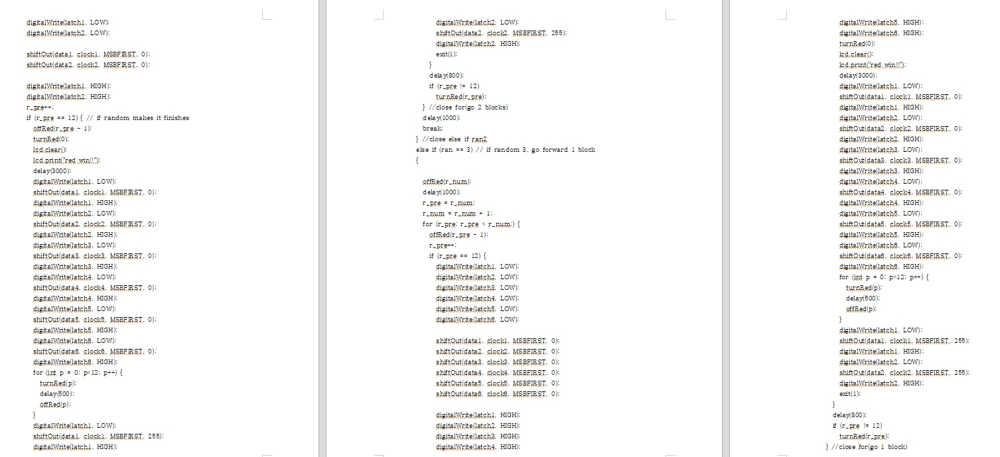 digitalWrite(latch1, LOW);
digitalWrite(latch2, LOW);
shiftOut(data1, clock1, MSBFIRST, 0);
shiftOut(data2, clock2, MSBFIRST, 0);
digitalWrite(latch1, HIGH);
digitalWrite(latch2, HIGH);
r_pre++;
if (r_pre == 12) { // if random makes it finishes
offRed(r_pre - 1);
turnRed(0);
lcd.clear();
lcd.print("red win!!");
delay(3000);
digitalWrite(latch1, LOW);
shiftOut(data1, clock1, MSBFIRST, 0);
digitalWrite(latch1, HIGH);
digitalWrite(latch2, LOW);
shiftOut(data2, clock2, MSBFIRST, 0);
digitalWrite(latch2, HIGH);
digitalWrite(latch3, LOW);
shiftOut(data3, clock3, MSBFIRST, 0);
digitalWrite(latch3, HIGH);
digitalWrite(latch4, LOW);
shiftOut(data4, clock4, MSBFIRST, 0);
digitalWrite(latch4, HIGH);
digitalWrite(latch5, LOW);
shiftOut(data5, clock5, MSBFIRST, 0);
digitalWrite(latch5, HIGH);
digitalWrite(latch6, LOW);
shiftOut(data6, clock6, MSBFIRST, 0);
digitalWrite(latch6, HIGH);
for (int p = 0; p<12; p++) {
turnRed(p);
delay(500);
offRed(p);
}
digitalWrite(latch1, LOW);
shiftOut(data1, clock1, MSBFIRST, 255);
digitalWrite(latch1, HIGH);
digitalWrite(latch2, LOW);
shiftOut(data2, clock2, MSBFIRST, 255);
digitalWrite(latch2, HIGH);
exit(1);
}
delay(800);
if (r_pre != 12)
turnRed(r_pre);
} //close for(go 2 blocks)
delay(1000);
break;
} //close else if ran2
else if (ran == 3) // if random 3, go forward 1 block
{
offRed(r_num);
delay(1000);
r_pre = r_num;
r_num = r_num + 1;
for (r_pre; r_pre < r_num;) {
offRed(r_pre - 1);
r_pre++;
if (r_pre == 12) {
digitalWrite(latch1, LOW);
digitalWrite(latch2, LOW);
digitalWrite(latch3, LOW);
digitalWrite(latch4, LOW);
digitalWrite(latch5, LOW);
digitalWrite(latch6, LOW);
shiftOut(data1, clock1, MSBFIRST, 0);
shiftOut(data2, clock2, MSBFIRST, 0);
shiftOut(data3, clock3, MSBFIRST, 0);
shiftOut(data4, clock4, MSBFIRST, 0);
shiftOut(data5, clock5, MSBFIRST, 0);
shiftOut(data6, clock6, MSBFIRST, 0);
digitalWrite(latch1, HIGH);
digitalWrite(latch2, HIGH);
digitalWrite(latch3, HIGH);
digitalWrite(latch4, HIGH);
digitalWrite(latch5, HIGH);
digitalWrite(latch6, HIGH);
turnRed(0);
lcd.clear();
lcd.print("red win!!");
delay(3000);
digitalWrite(latch1, LOW);
shiftOut(data1, clock1, MSBFIRST, 0);
digitalWrite(latch1, HIGH);
digitalWrite(latch2, LOW);
shiftOut(data2, clock2, MSBFIRST, 0);
digitalWrite(latch2, HIGH);
digitalWrite(latch3, LOW);
shiftOut(data3, clock3, MSBFIRST, 0);
digitalWrite(latch3, HIGH);
digitalWrite(latch4, LOW);
shiftOut(data4, clock4, MSBFIRST, 0);
digitalWrite(latch4, HIGH);
digitalWrite(latch5, LOW);
shiftOut(data5, clock5, MSBFIRST, 0);
digitalWrite(latch5, HIGH);
digitalWrite(latch6, LOW);
shiftOut(data6, clock6, MSBFIRST, 0);
digitalWrite(latch6, HIGH);
for (int p = 0; p<12; p++) {
turnRed(p);
delay(500);
offRed(p);
}
digitalWrite(latch1, LOW);
shiftOut(data1, clock1, MSBFIRST, 255);
digitalWrite(latch1, HIGH);
digitalWrite(latch2, LOW);
shiftOut(data2, clock2, MSBFIRST, 255);
digitalWrite(latch2, HIGH);
exit(1);
}
delay(800);
if (r_pre != 12)
turnRed(r_pre);
} //close for(go 1 block)